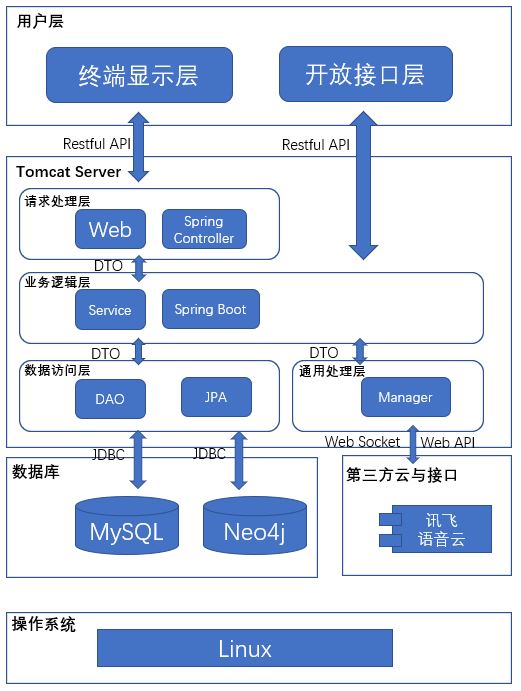 用户层
终端显示层
开放接口层
Restful API
Restful API
Tomcat Server
请求处理层
Web
Spring
Controller
DTO
业务逻辑层
Service
Spring Boot
DTO
DTO
数据访问层
DAO
JPA
通用处理层
Manager
JDBC
JDBC
Web Socket
Web API
数据库
MySQL
Neo4j
第三方云与接口
讯飞
语音云
操作系统
Linux